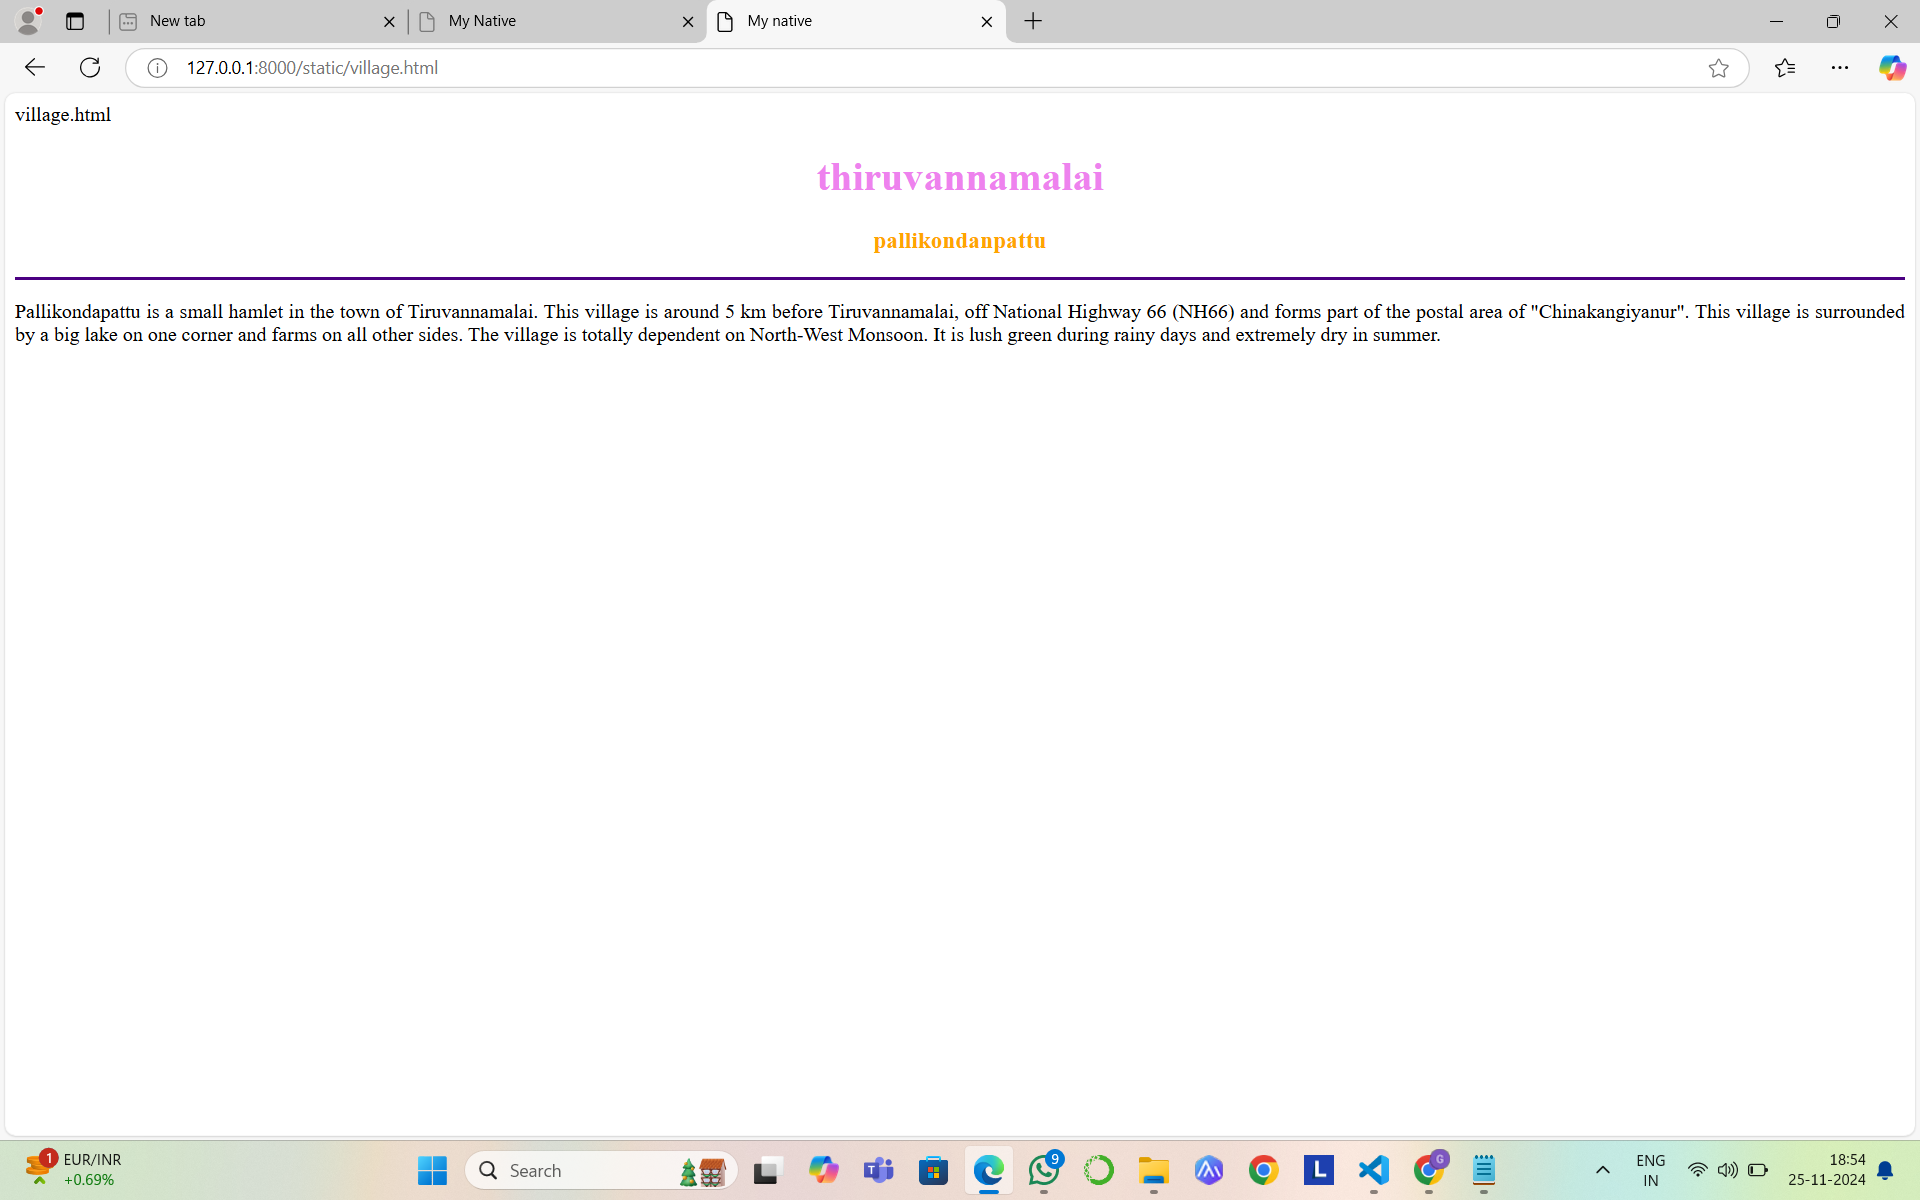 New tab
My Native
My native
127.0.0.1:8000/static/village.html
village.html
thiruvannamalai
pallikondanpattu
Pallikondapattu is a small hamlet in the town of Tiruvannamalai. This village is around 5 km before Tiruvannamalai, off National Highway 66 (NH66) and forms part of the postal area of "Chinakangiyanur". This village is surrounded
by a big lake on one corner and farms on all other sides. The village is totally dependent on North-West Monsoon. It is lush green during rainy days and extremely dry in summer.
1
EUR/INR
+0.69%
Search
T
9
L
G
ENG
IN
18:54
25-11-2024